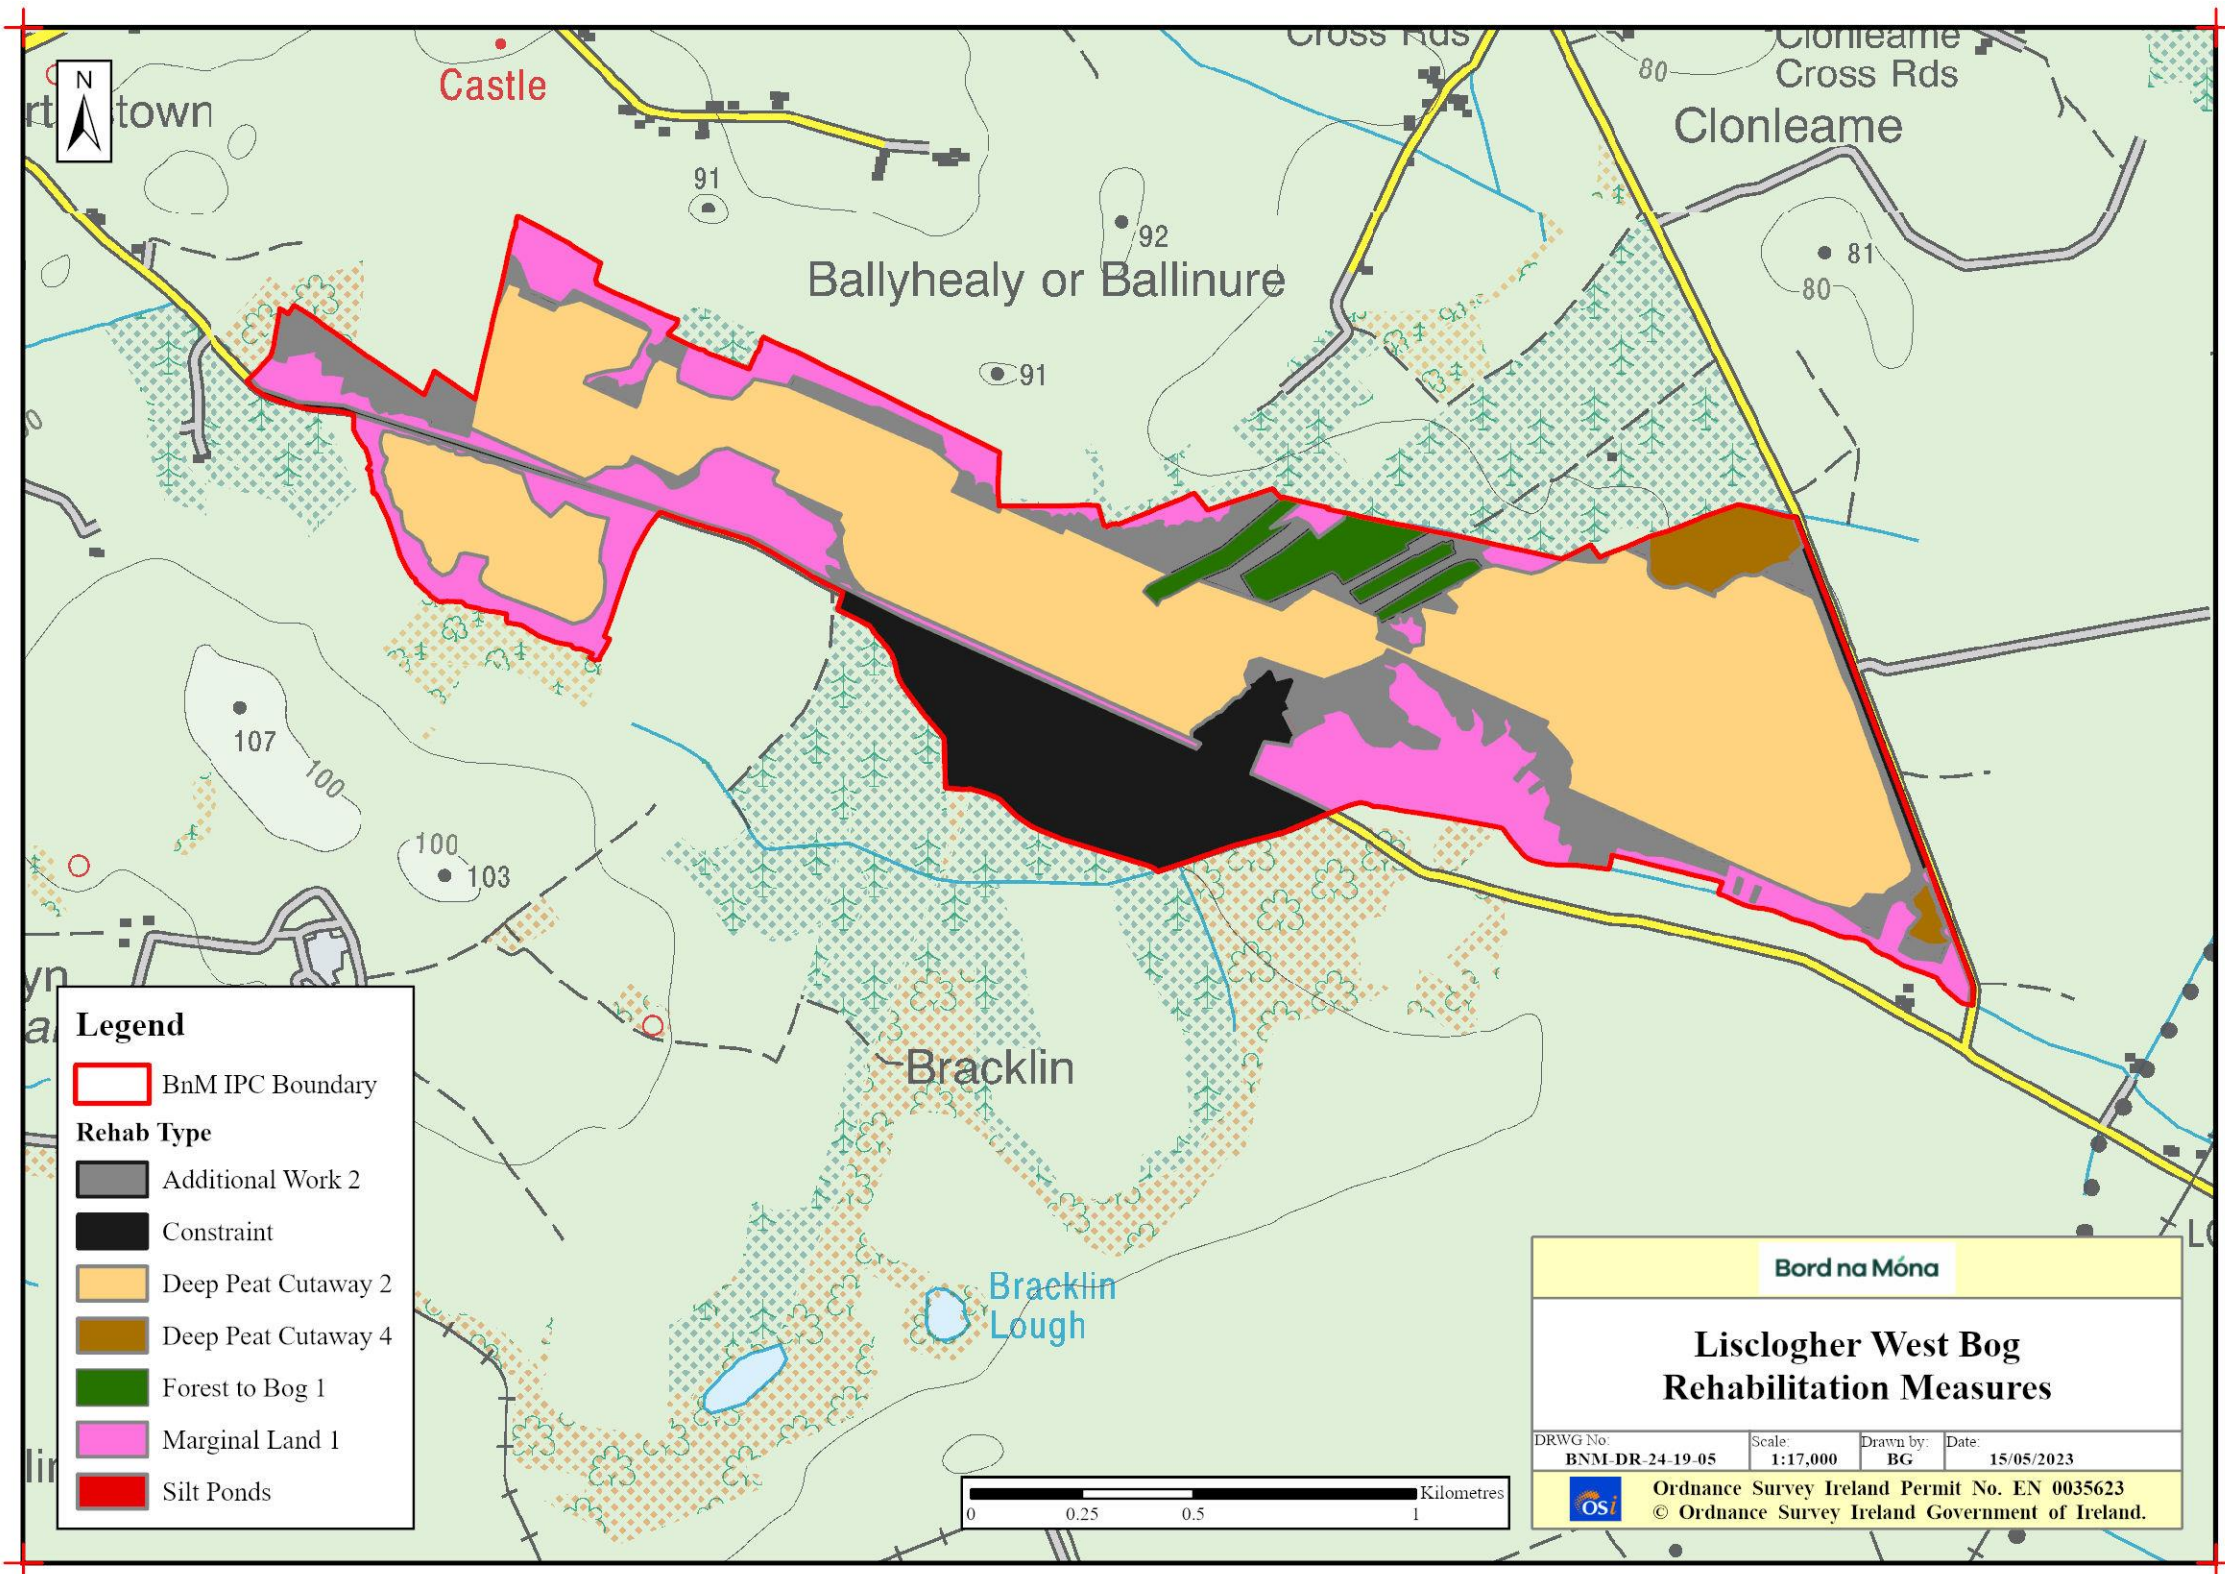 Cross Rds
Clonleame
Cross Rds
80
Castle
N
town
Clonleame
91
92
81
Ballyhealy or Ballinure
80
91
107
100
100
103
Bracklin
Legend
BnM IPC Boundary
Rehab Type
Additional Work 2
Constraint
Deep Peat Cutaway 2
Deep Peat Cutaway 4
Forest to Bog 1
Marginal Land 1
Silt Ponds
Bracklin
Lough
Kilometres
0 0.25 0.5 1
Bord na Móna
Lisclogher West Bog
Rehabilitation Measures
DRWG No: Scale: Drawn by: Date:
BNM-DR-24-19-05 1:17,000 BG 15/05/2023
osi
Ordnance Survey Ireland Permit No. EN 0035623
© Ordnance Survey Ireland Government of Ireland.